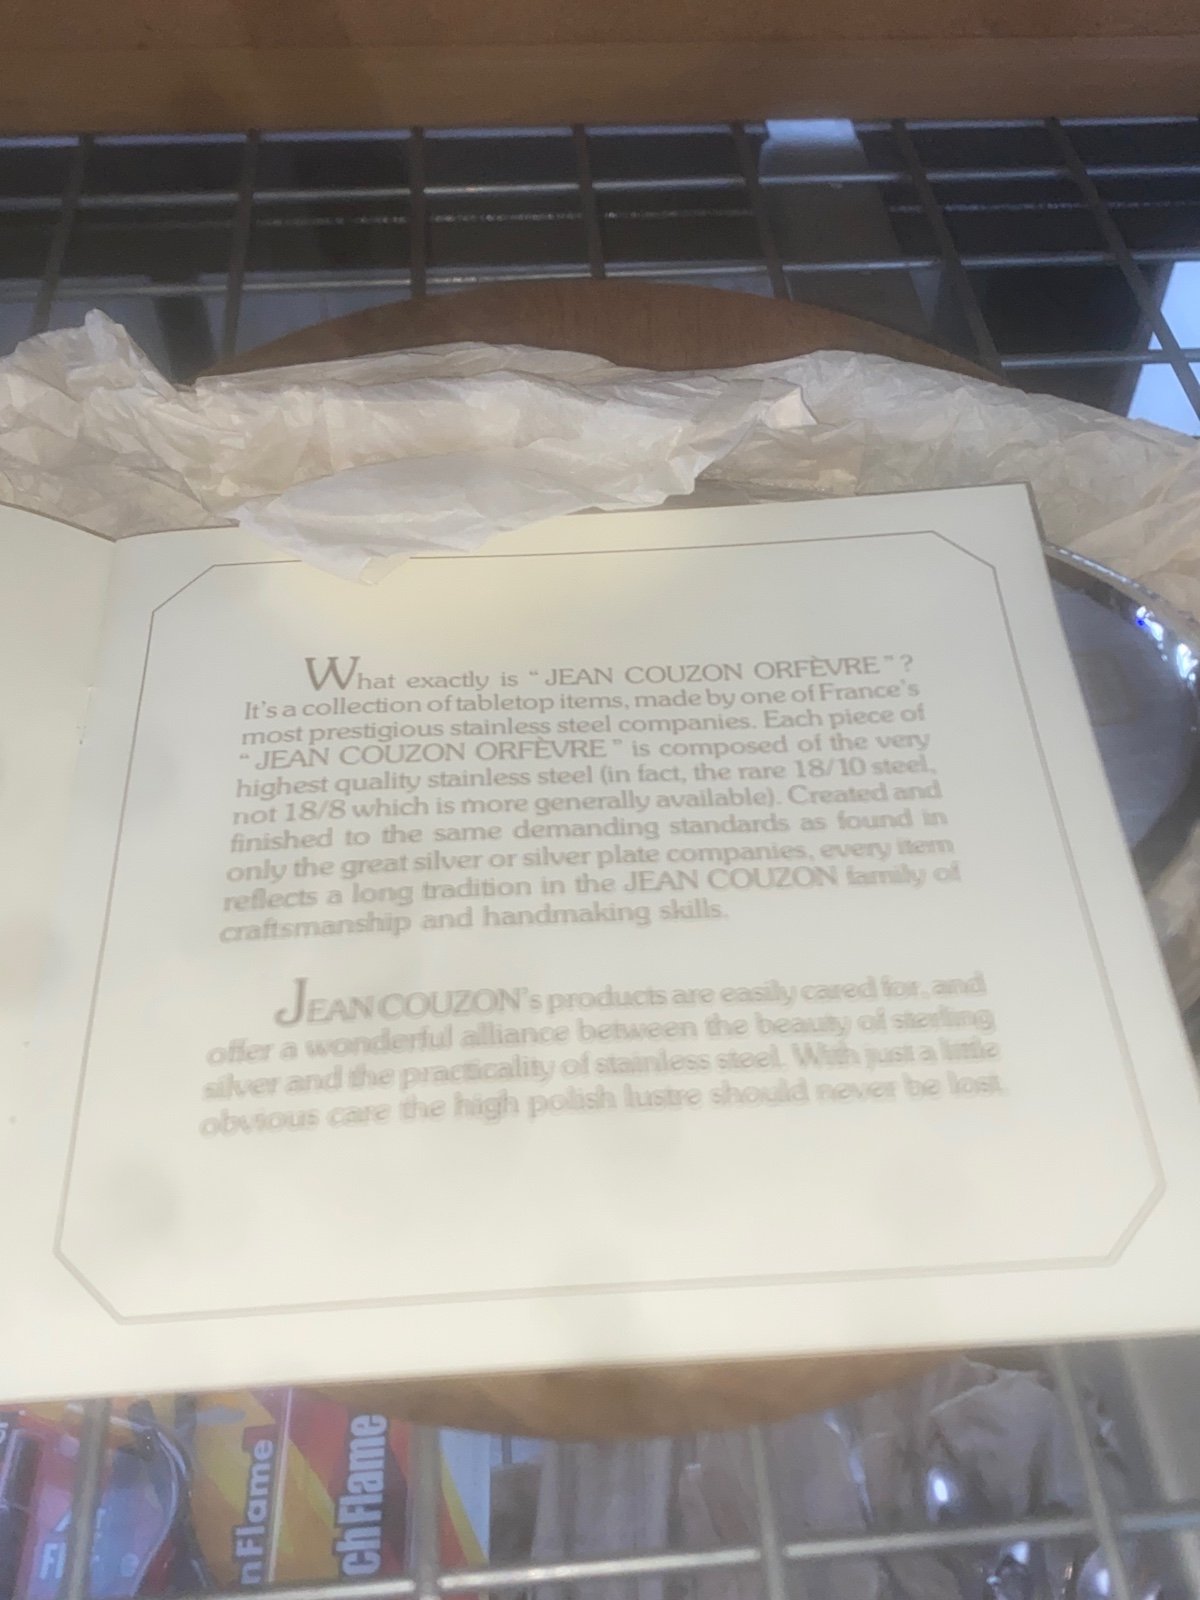 What exactly is "JEAN COUZON ORFÈVRE"?
It's a collection of tabletop items, made by one of France's
most prestigious stainless steel companies. Each piece of
"JEAN COUZON ORFÈVRE" is composed of the very
highest quality stainless steel (in fact, the rare 18/10 steel,
not 18/8 which is more generally available). Created and
finished to the same demanding standards as found in
only the great silver or silver plate companies, every item
reflects a long tradition in the JEAN COUZON family of
craftsmanship and handmaking skills.
JEAN COUZON's products are easily cared for, and
offer a wonderful alliance between the beauty of sterling
silver and the practicality of stainless steel. With just a little
obvious care the high polish lustre should never be lost.
nFlame
chFlame